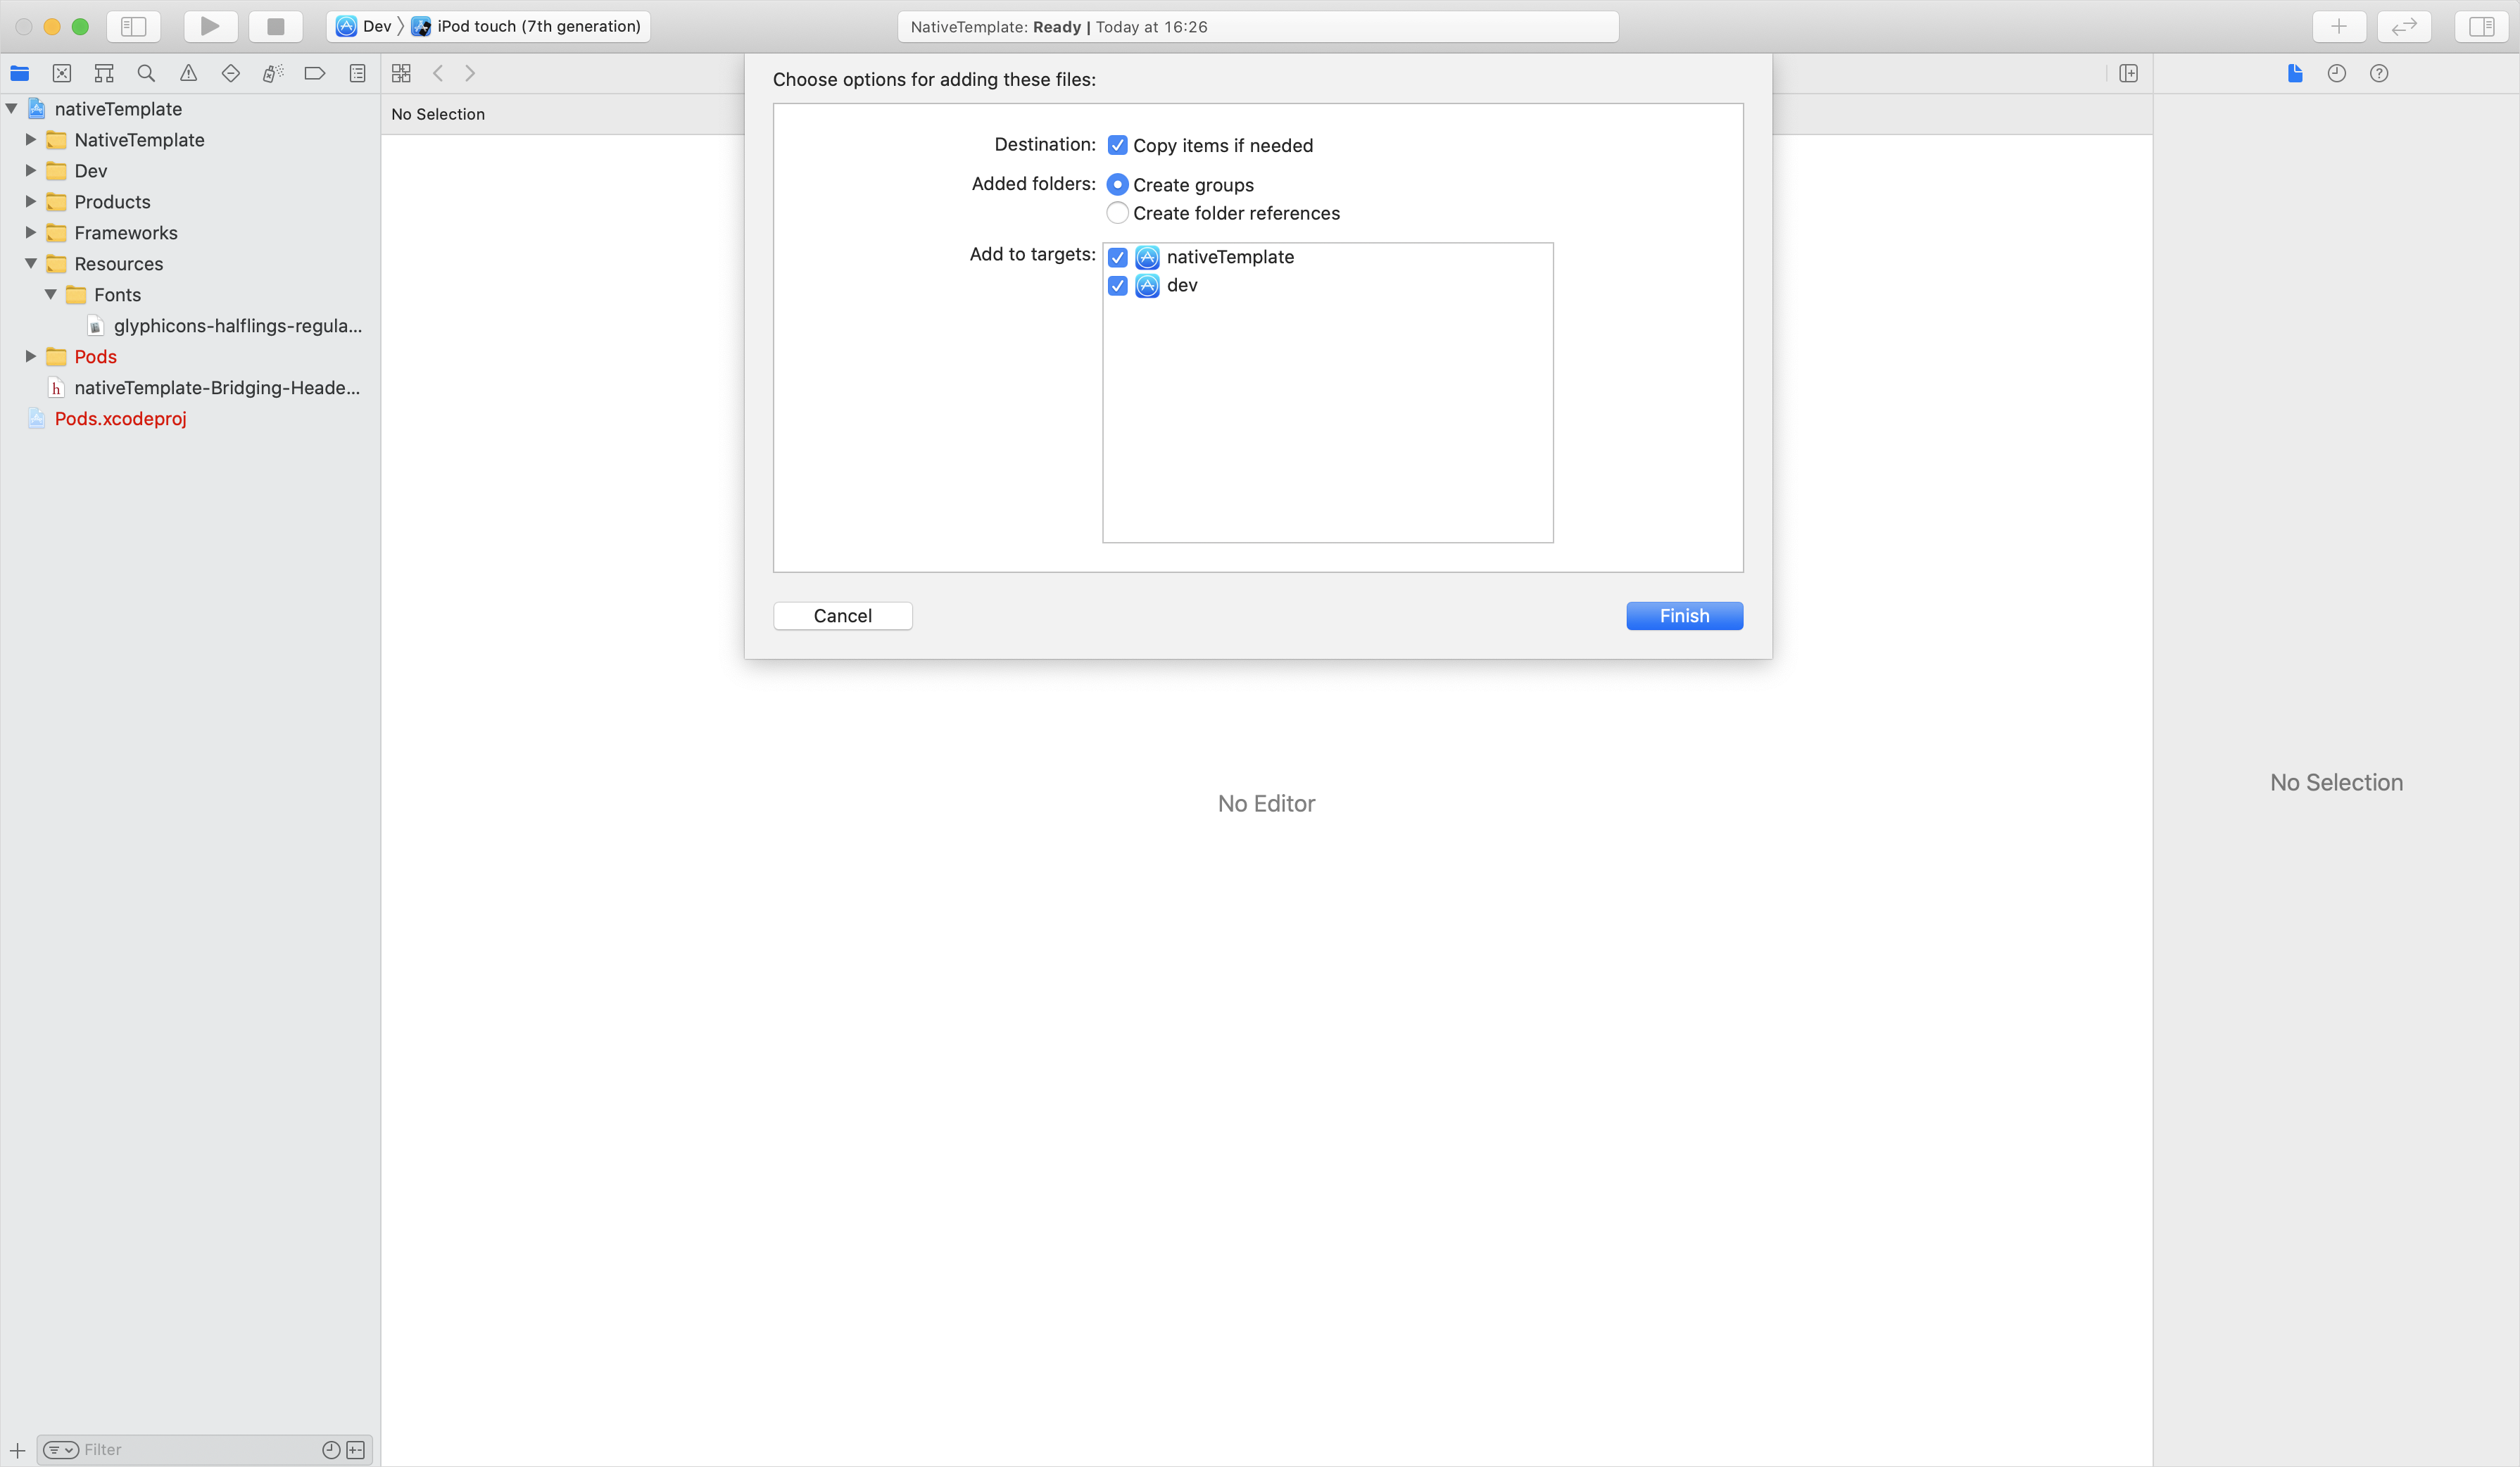 Dev
iPod touch (7th generation)
NativeTemplate: Ready | Today at 16:26
nativeTemplate
NativeTemplate
Dev
Products
Frameworks
Resources
Fonts
glyphicons-halflings-regula...
Pods
h nativeTemplate-Bridging-Heade...
Pods.xcodeproj
Filter
No Selection
Choose options for adding these files:
Destination: Copy items if needed
Added folders: Create groups
Create folder references
Add to targets: nativeTemplate
dev
Cancel
Finish
No Editor
No Selection